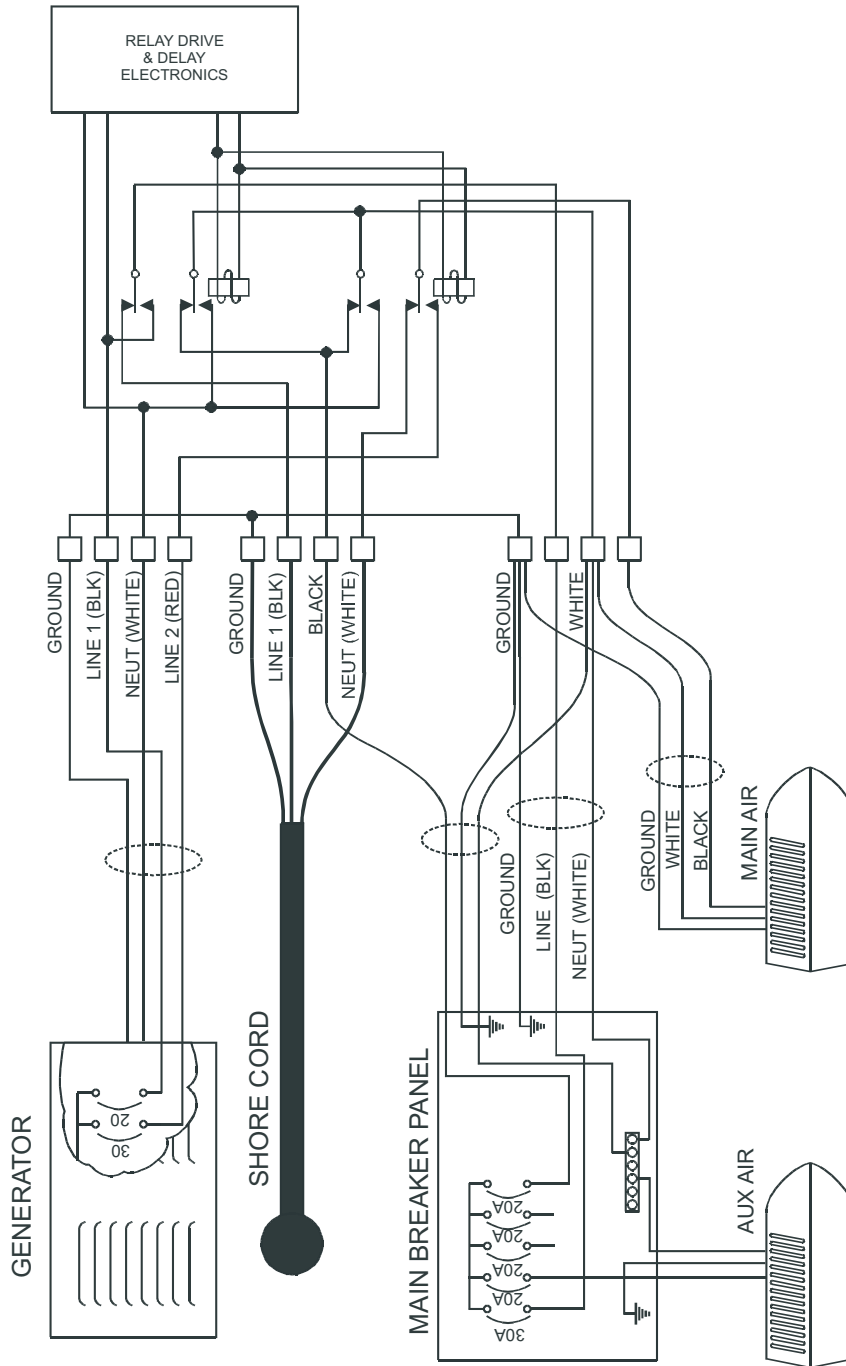 RELAY DRIVE
& DELAY
ELECTRONICS
GROUND
LINE 1 (BLK)
NEUT (WHITE)
LINE 2 (RED)
GROUND
LINE 1 (BLK)
BLACK
NEUT (WHITE)
GROUND
WHITE
GROUND
LINE (BLK)
NEUT (WHITE)
GROUND
WHITE
BLACK
MAIN AIR
GENERATOR
20
30
SHORE CORD
MAIN BREAKER PANEL
20A
20A
20A
20A
30A
AUX AIR